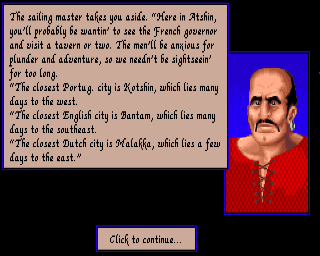 The sailing master takes you aside. "Here in Atshin,
you'll probably be wantin' to see the French governor
and visit a tavern or two. The men'll be anxious for
plunder and adventure, so we needn't be sightseein'
for too long.
"The closest Portug. city is Kotshin, which lies many
days to the west.
"The closest English city is Bantam, which lies many
days to the southeast.
"The closest Dutch city is Malakka, which lies a few
days to the east."
Click to continue...